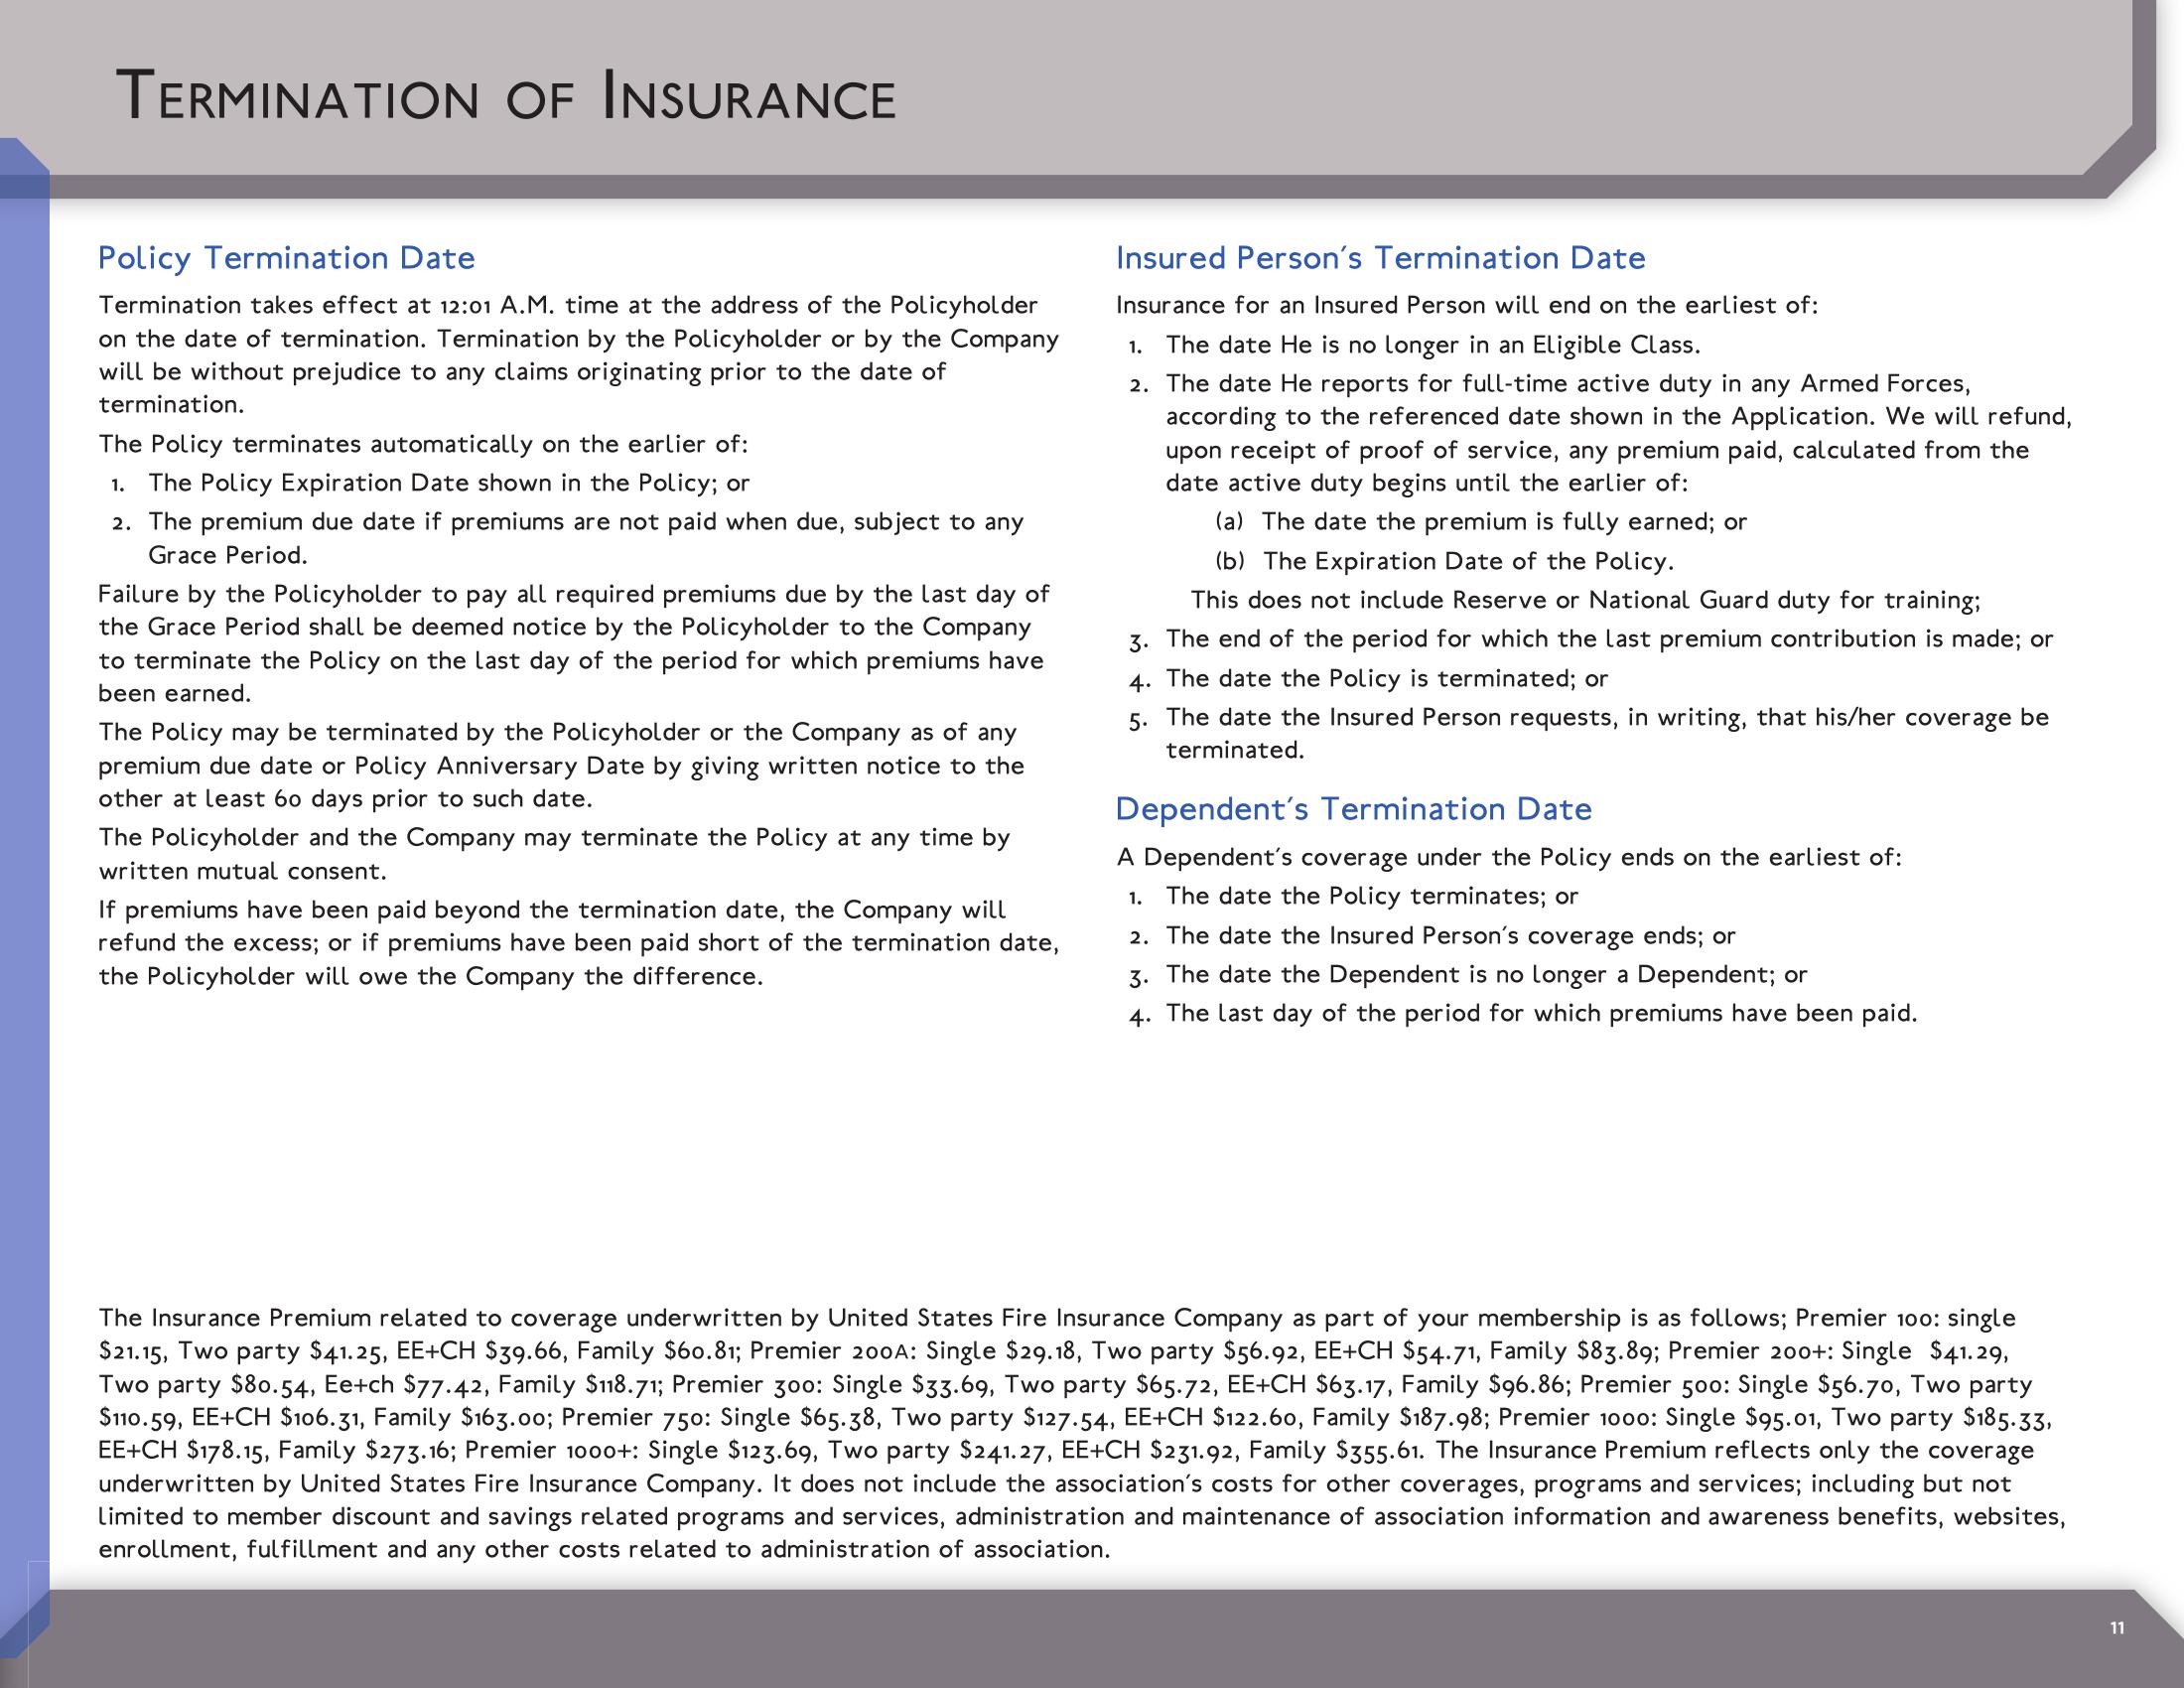 Termination of Insurance
Policy Termination Date
Termination takes effect at 12:01 A.M. time at the address of the Policyholder
on the date of termination. Termination by the Policyholder or by the Company
will be without prejudice to any claims originating prior to the date of
termination.
The Policy terminates automatically on the earlier of:
1. The Policy Expiration Date shown in the Policy; or
2. The premium due date if premiums are not paid when due, subject to any
Grace Period.
Failure by the Policyholder to pay all required premiums due by the last day of
the Grace Period shall be deemed notice by the Policyholder to the Company
to terminate the Policy on the last day of the period for which premiums have
been earned.
The Policy may be terminated by the Policyholder or the Company as of any
premium due date or Policy Anniversary Date by giving written notice to the
other at least 60 days prior to such date.
The Policyholder and the Company may terminate the Policy at any time by
written mutual consent.
If premiums have been paid beyond the termination date, the Company will
refund the excess; or if premiums have been paid short of the termination date,
the Policyholder will owe the Company the difference.
Insured Person's Termination Date
Insurance for an Insured Person will end on the earliest of:
1. The date He is no longer in an Eligible Class.
2. The date He reports for full-time active duty in any Armed Forces,
according to the referenced date shown in the Application. We will refund,
upon receipt of proof of service, any premium paid, calculated from the
date active duty begins until the earlier of:
(a) The date the premium is fully earned; or
(b) The Expiration Date of the Policy.
This does not include Reserve or National Guard duty for training;
3. The end of the period for which the last premium contribution is made; or
4. The date the Policy is terminated; or
5. The date the Insured Person requests, in writing, that his/her coverage be
terminated.
Dependent's Termination Date
A Dependent's coverage under the Policy ends on the earliest of:
1. The date the Policy terminates; or
2. The date the Insured Person's coverage ends; or
3. The date the Dependent is no longer a Dependent; or
4. The last day of the period for which premiums have been paid.
The Insurance Premium related to coverage underwritten by United States Fire Insurance Company as part of your membership is as follows; Premier 100: single
$21.15, Two party $41.25, EE+CH $39.66, Family $60.81; Premier 200A: Single $29.18, Two party $56.92, EE+CH $54.71, Family $83.89; Premier 200+: Single $41.29,
Two party $80.54, Ee+ch $77.42, Family $118.71; Premier 300: Single $33.69, Two party $65.72, EE+CH $63.17, Family $96.86; Premier 500: Single $56.70, Two party
$110.59, EE+CH $106.31, Family $163.00; Premier 750: Single $65.38, Two party $127.54, EE+CH $122.60, Family $187.98; Premier 1000: Single $95.01, Two party $185.33,
EE+CH $178.15, Family $273.16; Premier 1000+: Single $123.69, Two party $241.27, EE+CH $231.92, Family $355.61. The Insurance Premium reflects only the coverage
underwritten by United States Fire Insurance Company. It does not include the association's costs for other coverages, programs and services; including but not
limited to member discount and savings related programs and services, administration and maintenance of association information and awareness benefits, websites,
enrollment, fulfillment and any other costs related to administration of association.
11